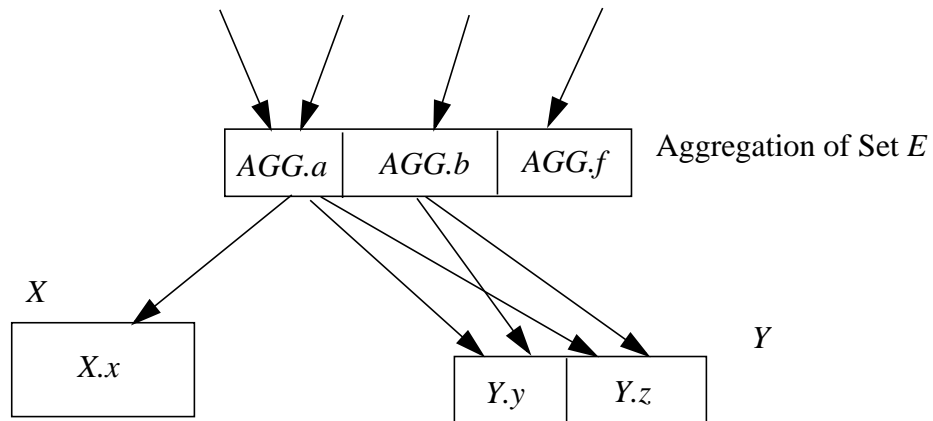 AGG.a AGG.b AGG.f Aggregation of Set E
X
X.x
Y
Y.y Y.z